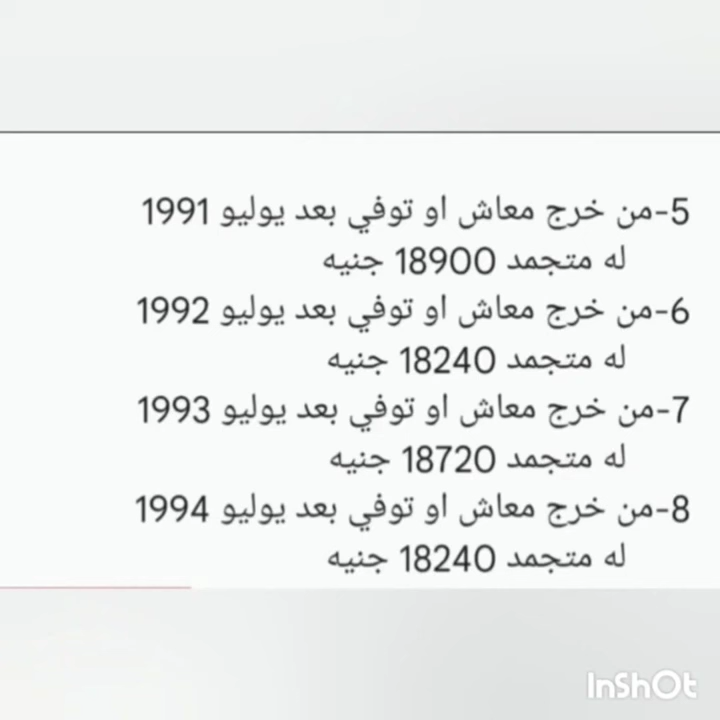 5-من خرج معاش او توفي بعد يوليو 1991
له متجمد 18900 جنيه
6-من خرج معاش او توفي بعد يوليو 1992
له متجمد 18240 جنيه
7-من خرج معاش او توفي بعد يوليو 1993
له متجمد 18720 جنيه
8-من خرج معاش او توفي بعد يوليو 1994
له متجمد 18240 جنيه
InShOt